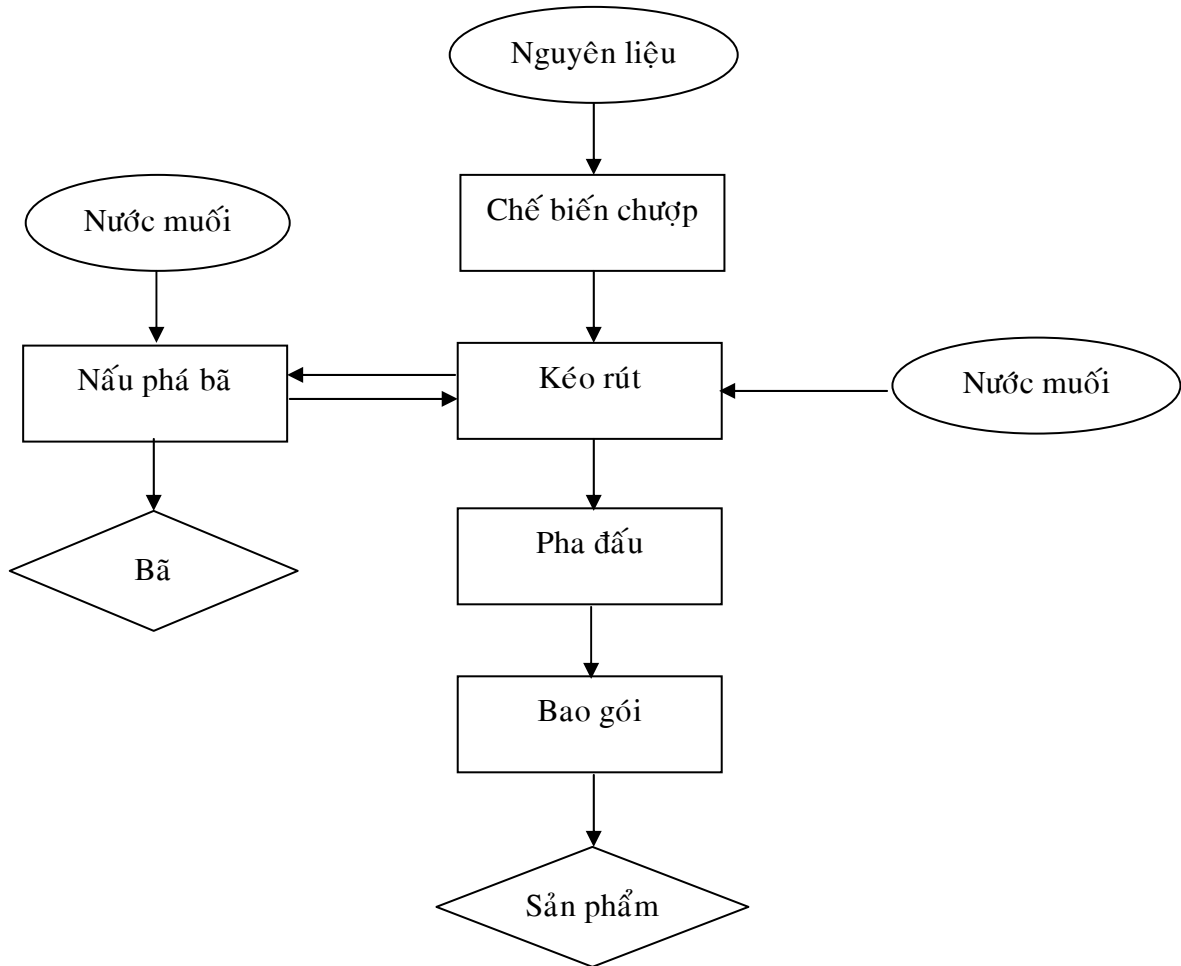 Nguyên liệu
Chế biến chượp
Nước muối
Nấu phá bã
Kéo rút
Nước muối
Pha đấu
Bã
Bao gói
Sản phẩm